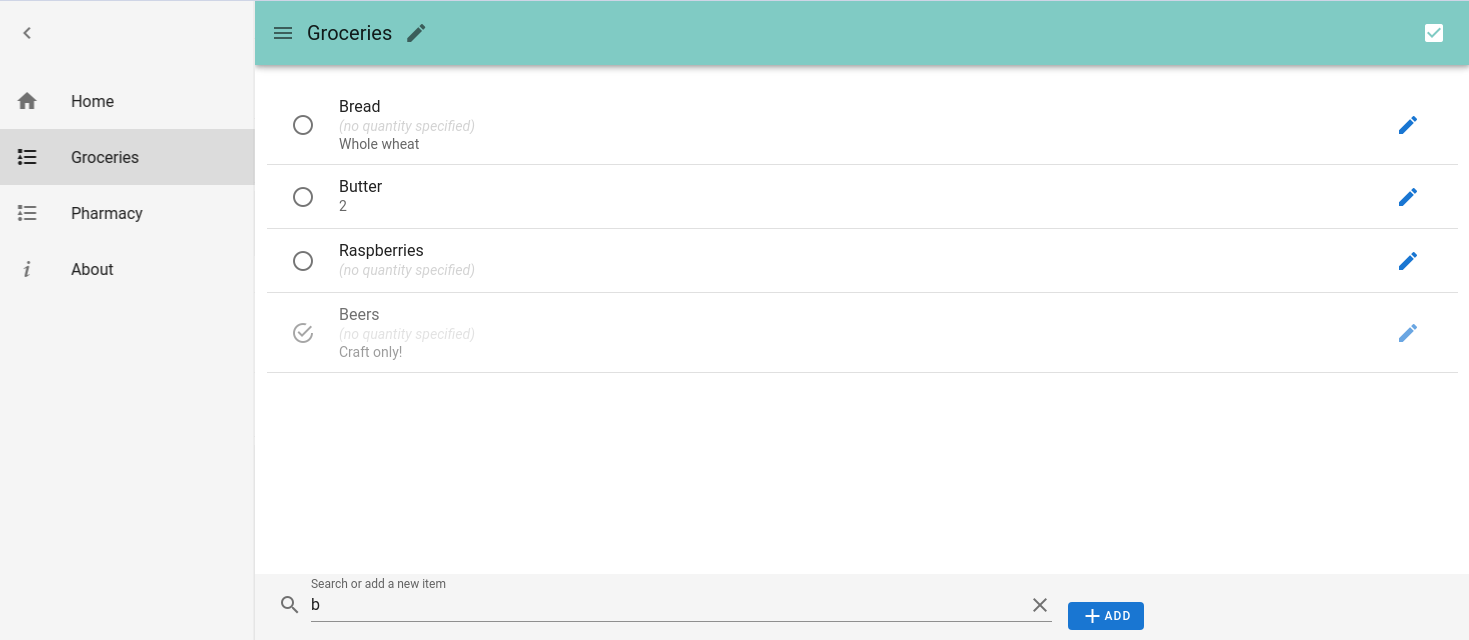 Groceries
Home
Groceries
Pharmacy
About
Bread
(no quantity specified)
Whole wheat
Butter
2
Raspberries
(no quantity specified)
Beers
(no quantity specified)
Craft only!
Search or add a new item
b
ADD